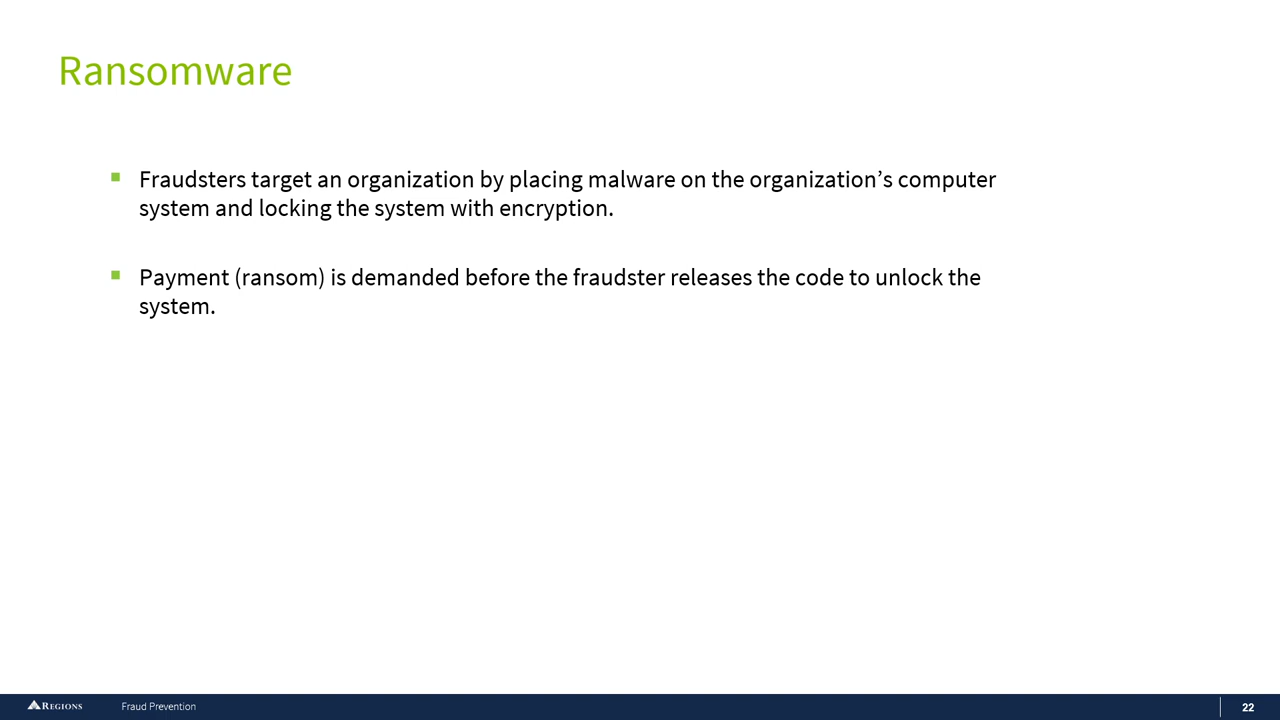 Ransomware
▪ Fraudsters target an organization by placing malware on the organization’s computer
system and locking the system with encryption.
▪ Payment (ransom) is demanded before the fraudster releases the code to unlock the
system.
REGIONS
Fraud Prevention
22